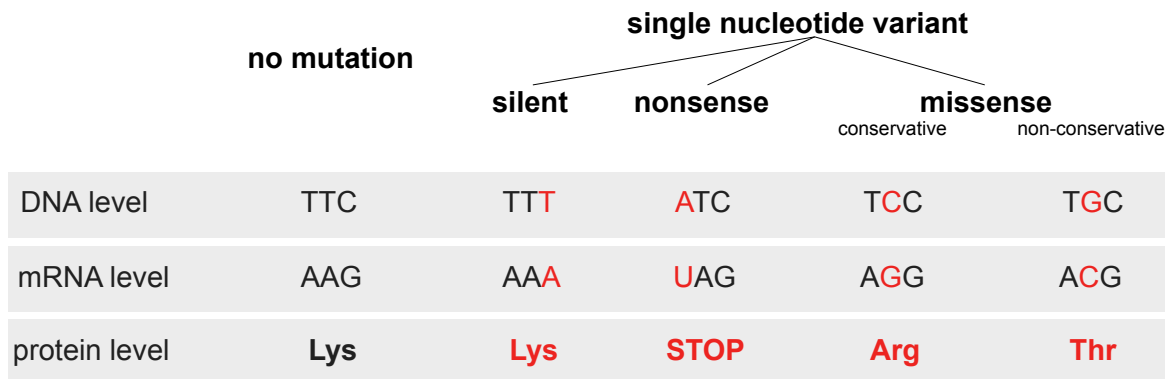 single nucleotide variant
no mutation
silent nonsense missense
conservative non-conservative
DNA level TTC TTT ATC TCC TGC
mRNA level AAG AAA UAG AGG ACG
protein level Lys Lys STOP Arg Thr